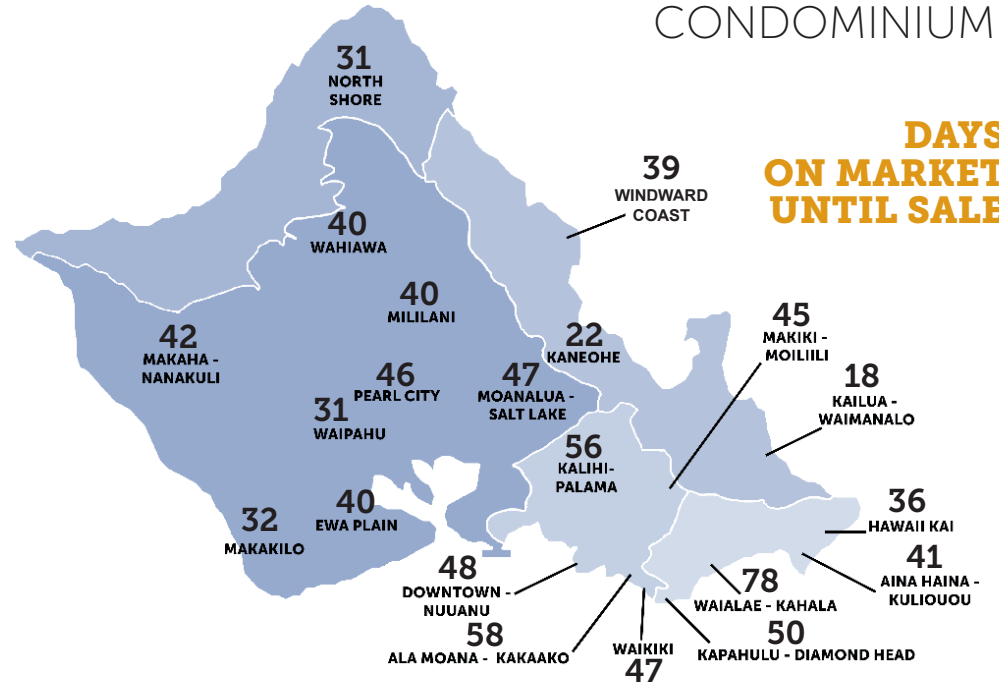 CONDOMINIUM
DAYS
ON MARKET
UNTIL SALE
31
NORTH
SHORE
39
WINDWARD
COAST
40
WAHIAWA
40
MILILANI
42
MAKAHA -
NANAKULI
22
KANEOHE
45
MAKIKI -
MOILIILI
46
PEARL CITY
47
MOANALUA -
SALT LAKE
18
KAILUA -
WAIMANALO
31
WAIPAHU
56
KALIHI-
PALAMA
32
MAKAKILO
40
EWA PLAIN
36
HAWAII KAI
48
DOWNTOWN -
NUUANU
78
WAIALAE - KAHALA
41
AINA HAINA -
KULIOUOU
58
ALA MOANA - KAKAAKO
WAIKIKI
47
50
KAPAHULU - DIAMOND HEAD